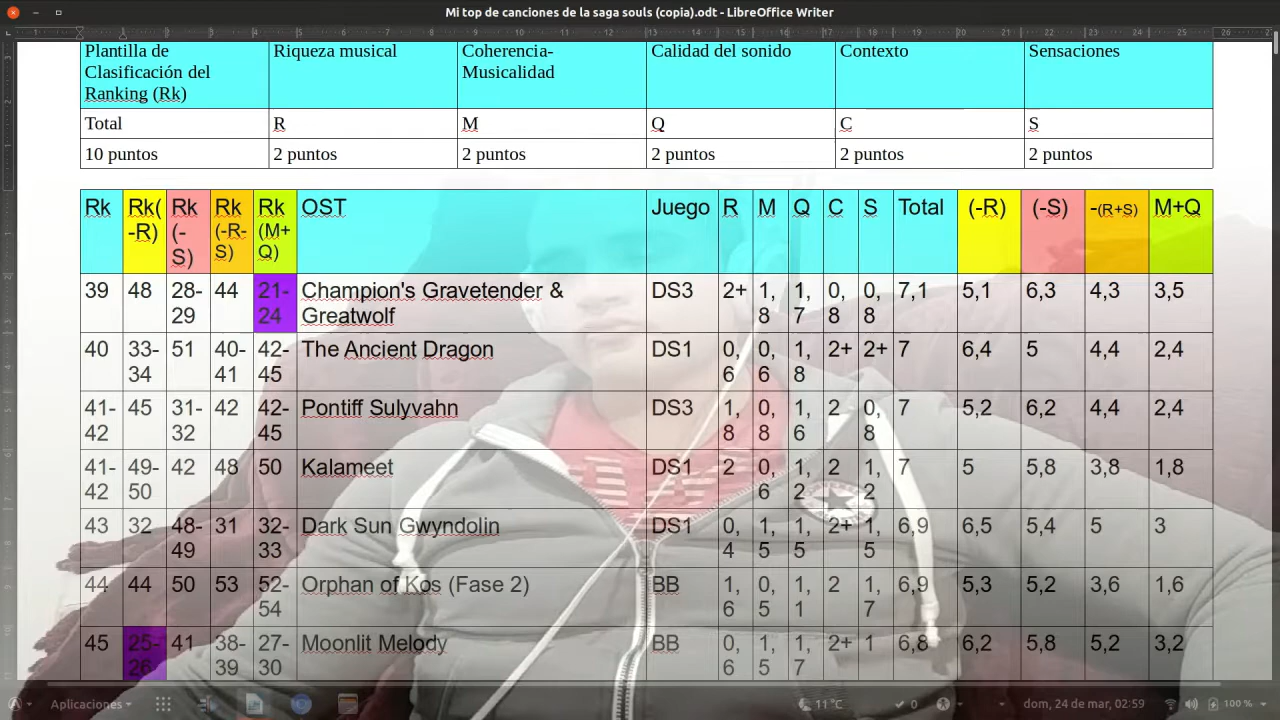 Mi top de canciones de la saga souls (copia).odt - LibreOffice Writer
Plantilla de Clasificación del Ranking (Rk) Riqueza musical Coherencia-Musicalidad Calidad del sonido Contexto Sensaciones
Total R M Q C S
10 puntos 2 puntos 2 puntos 2 puntos 2 puntos 2 puntos
Rk Rk(-R) Rk (-S) Rk (-R-S) Rk (M+Q) OST Juego R M Q C S Total (-R) (-S) -(R+S) M+Q
39 48 28-29 44 21-24 Champion's Gravetender & Greatwolf DS3 2+ 1,8 1,7 0,8 0,8 7,1 5,1 6,3 4,3 3,5
40 33-34 51 40-41 42-45 The Ancient Dragon DS1 0,6 0,6 1,8 2+ 2+ 7 6,4 5 4,4 2,4
41-42 45 31-32 42 42-45 Pontiff Sulyvahn DS3 1,8 0,8 1,6 2 0,8 7 5,2 6,2 4,4 2,4
41-42 49-50 42 48 50 Kalameet DS1 2 0,6 1,2 2 1,2 7 5 5,8 3,8 1,8
43 32 48-49 31 32-33 Dark Sun Gwyndolin DS1 0,4 1,5 1,5 2+ 1,5 6,9 6,5 5,4 5 3
44 44 50 53 52-54 Orphan of Kos (Fase 2) BB 1,6 0,5 1,1 2 1,7 6,9 5,3 5,2 3,6 1,6
45 25-26 41 38-39 27-30 Moonlit Melody BB 0,6 1,5 1,7 2+ 1 6,8 6,2 5,8 5,2 3,2
Aplicaciones 11 °C 0 dom, 24 de mar, 02:59 100 %